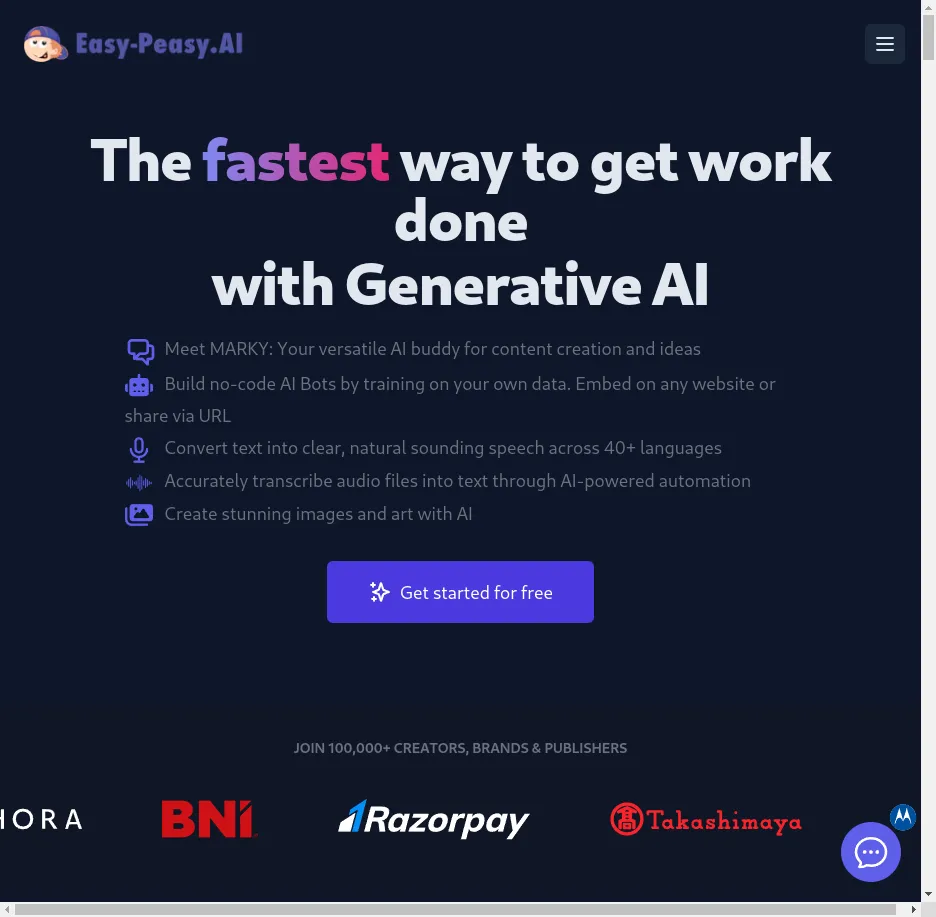 Easy-Peasy.AI
The fastest way to get work
done
with Generative AI
Meet MARKY: Your versatile AI buddy for content creation and ideas
Build no-code AI Bots by training on your own data. Embed on any website or
share via URL
Convert text into clear, natural sounding speech across 40+ languages
Accurately transcribe audio files into text through AI-powered automation
Create stunning images and art with AI
Get started for free
JOIN 100,000+ CREATORS, BRANDS & PUBLISHERS
HORA BNI Razorpay 髙 Takashimaya